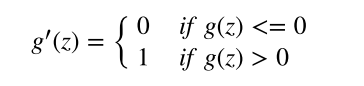 g'(z) = { 0 if g(z) <= 0
1 if g(z) > 0